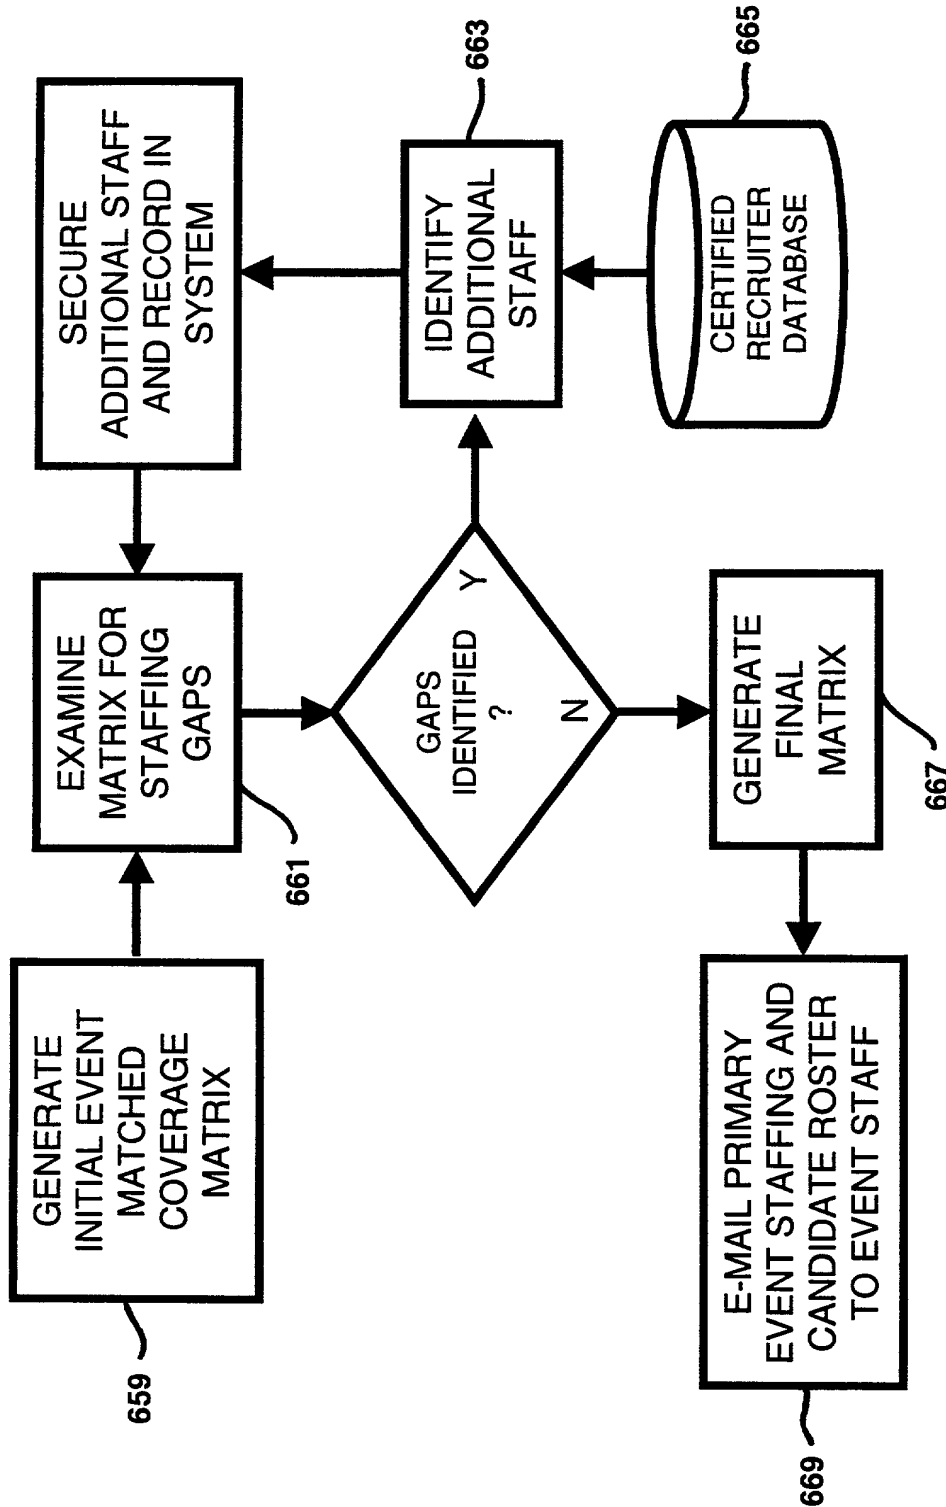 GENERATE
INITIAL EVENT
MATCHED
COVERAGE
MATRIX
659
EXAMINE
MATRIX FOR
STAFFING
GAPS
661
SECURE
ADDITIONAL STAFF
AND RECORD IN
SYSTEM
GAPS
IDENTIFIED
?
Y
N
IDENTIFY
ADDITIONAL
STAFF
663
CERTIFIED
RECRUITER
DATABASE
665
GENERATE
FINAL
MATRIX
667
E-MAIL PRIMARY
EVENT STAFFING AND
CANDIDATE ROSTER
TO EVENT STAFF
669